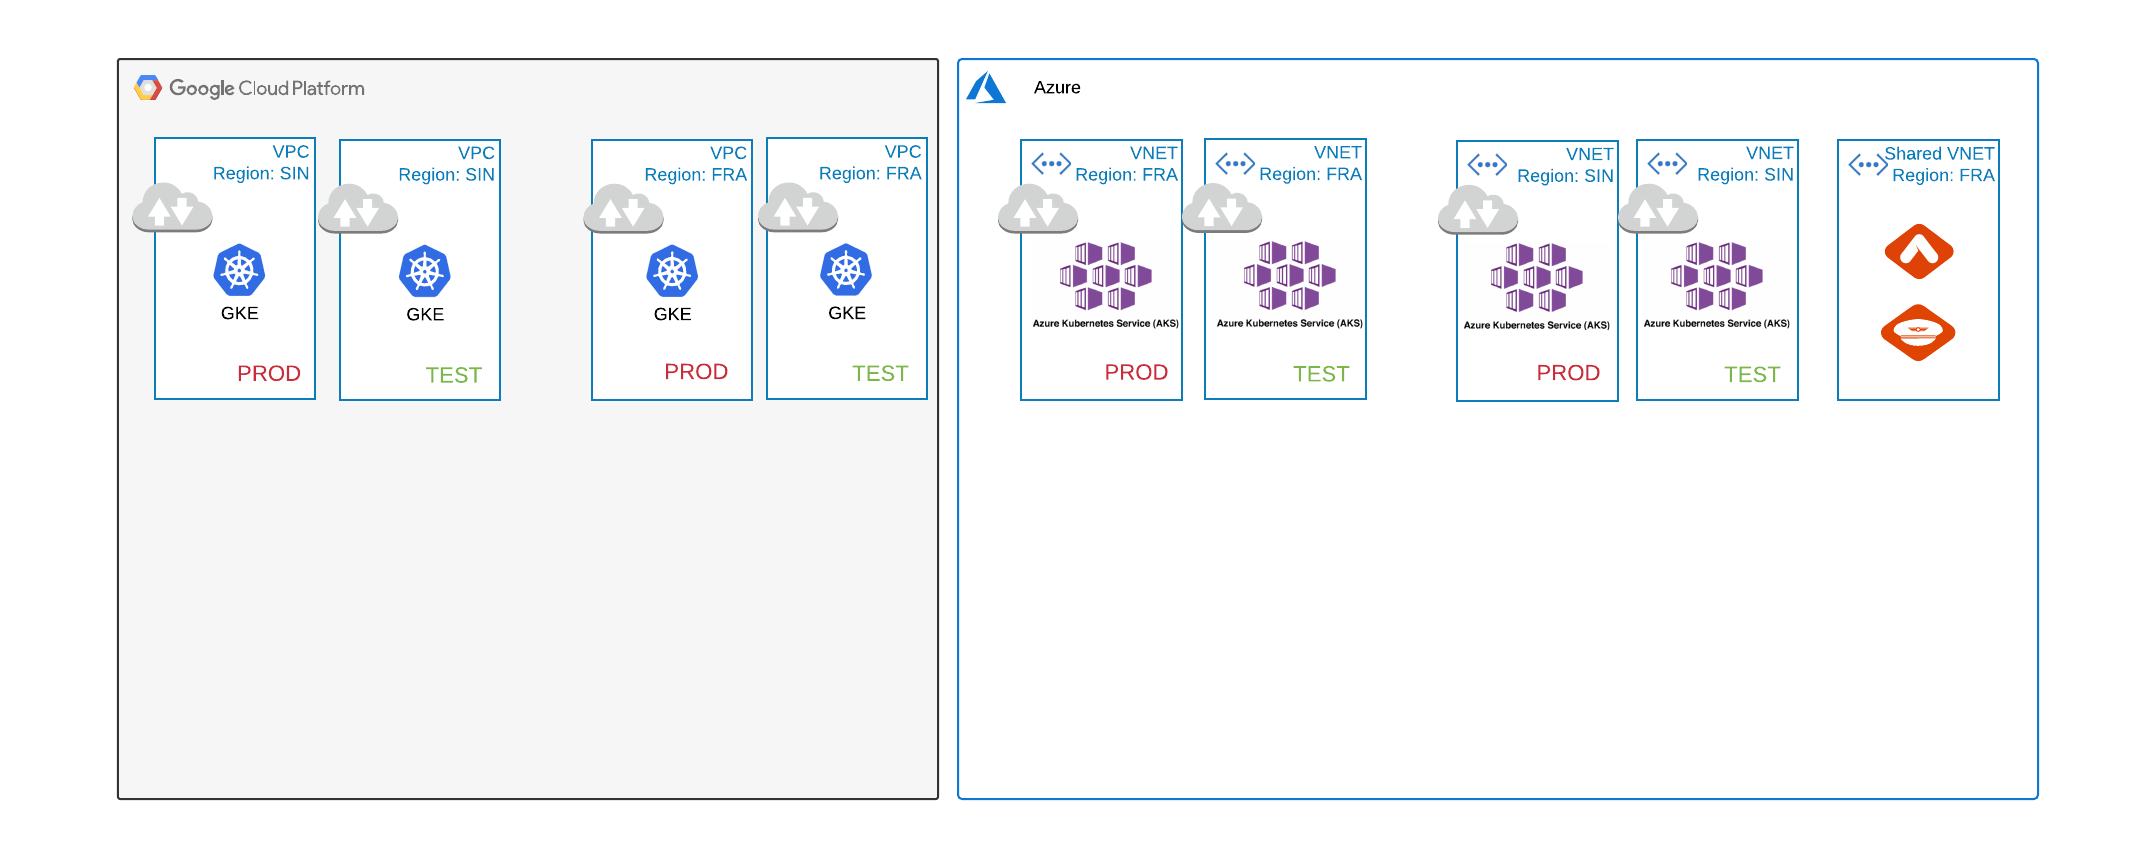 Google Cloud Platform
VPC
Region: SIN
GKE
PROD
VPC
Region: SIN
GKE
TEST
VPC
Region: FRA
GKE
PROD
VPC
Region: FRA
GKE
TEST
Azure
VNET
Region: FRA
Azure Kubernetes Service (AKS)
PROD
VNET
Region: FRA
Azure Kubernetes Service (AKS)
TEST
VNET
Region: SIN
Azure Kubernetes Service (AKS)
PROD
VNET
Region: SIN
Azure Kubernetes Service (AKS)
TEST
Shared VNET
Region: FRA